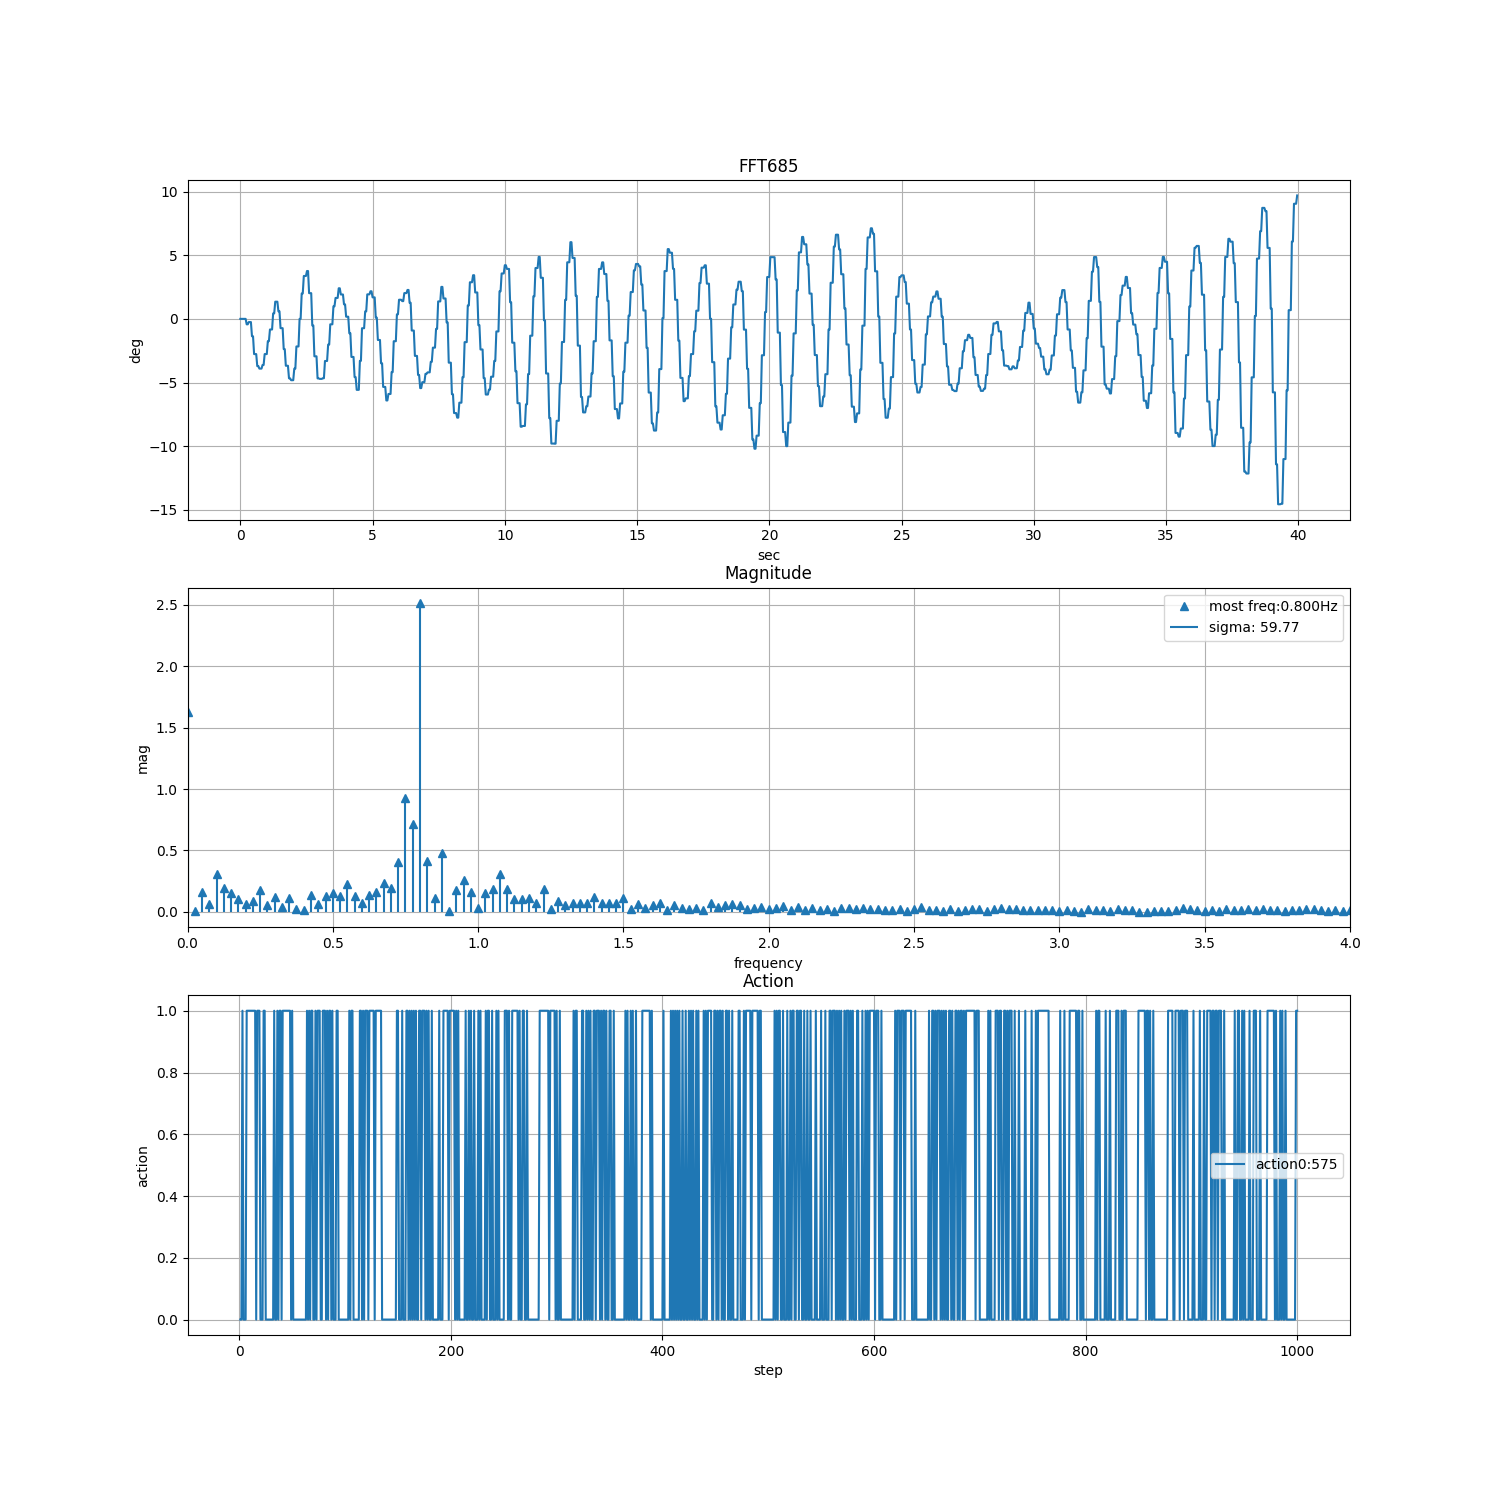 FFT685
10
5
0
−5
−10
−15
deg
0 5 10 15 20 25 30 35 40
sec
Magnitude
2.5
2.0
1.5
1.0
0.5
0.0
mag
most freq:0.800Hz
sigma: 59.77
0.0 0.5 1.0 1.5 2.0 2.5 3.0 3.5 4.0
frequency
Action
1.0
0.8
0.6
0.4
0.2
0.0
action
action0:575
0 200 400 600 800 1000
step